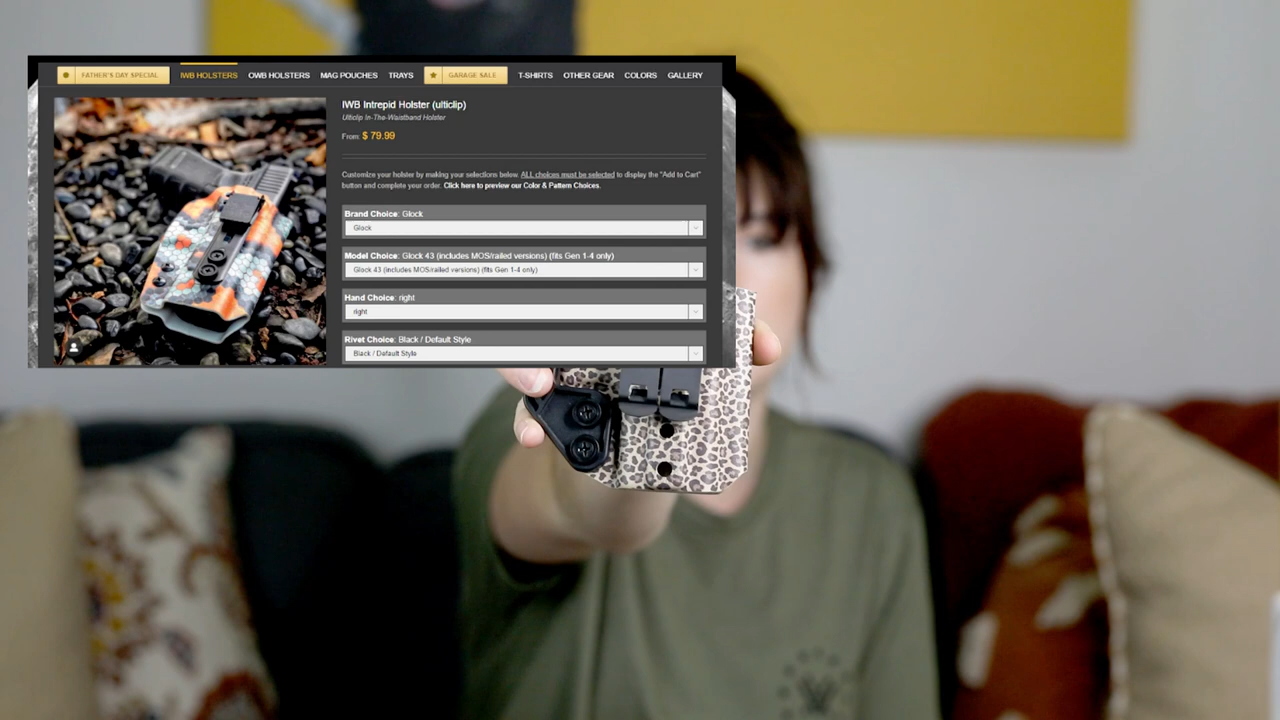 FATHER'S DAY SPECIAL
IWB HOLSTERS
OWB HOLSTERS
MAG POUCHES
TRAYS
GARAGE SALE
T-SHIRTS
OTHER GEAR
COLORS
GALLERY
IWB Intrepid Holster (ulticlip)
Ulticlip In-The-Waistband Holster
From: $ 79.99
Customize your holster by making your selections below. ALL choices must be selected to display the "Add to Cart"
button and complete your order. Click here to preview our Color & Pattern Choices.
Brand Choice: Glock
Glock
Model Choice: Glock 43 (includes MOS/railed versions) (fits Gen 1-4 only)
Glock 43 (includes MOS/railed versions) (fits Gen 1-4 only)
Hand Choice: right
right
Rivet Choice: Black / Default Style
Black / Default Style